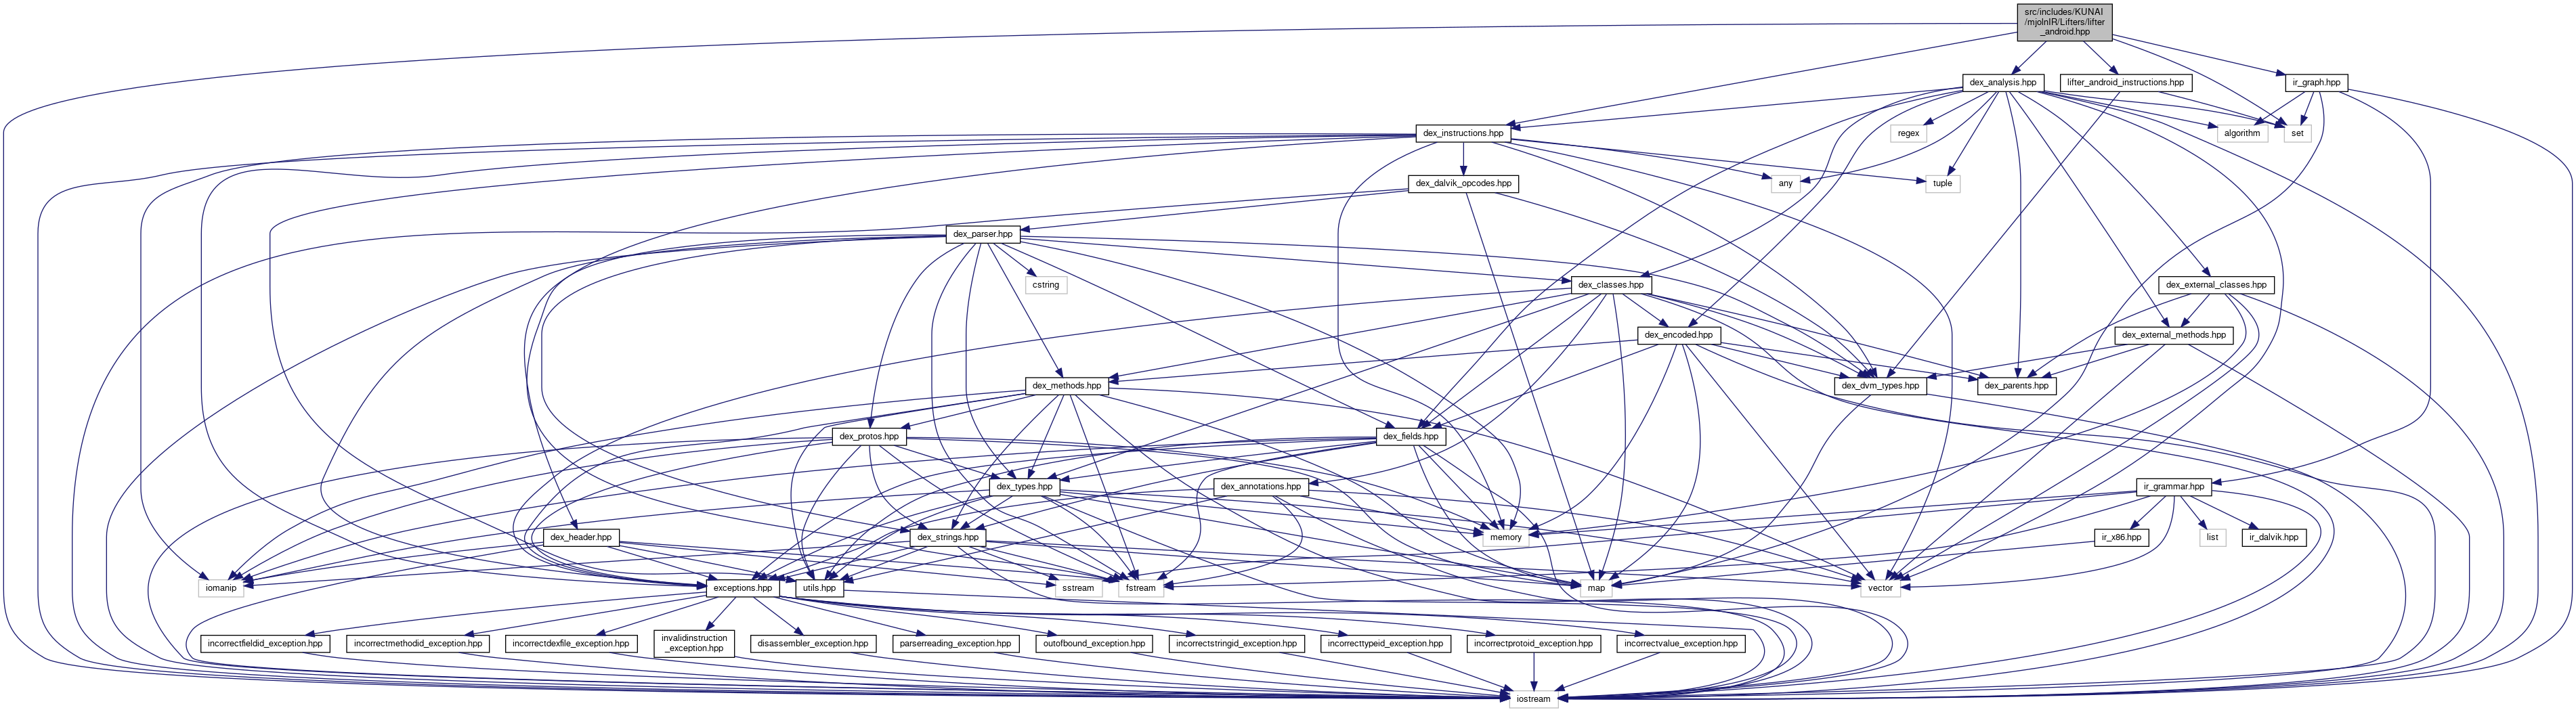 src/includes/KUNAI
/mjolnIR/Lifters/lifter
_android.hpp
dex_analysis.hpp
lifter_android_instructions.hpp
ir_graph.hpp
dex_instructions.hpp
regex
algorithm
set
dex_dalvik_opcodes.hpp
any
tuple
dex_parser.hpp
cstring
dex_classes.hpp
dex_external_classes.hpp
dex_encoded.hpp
dex_external_methods.hpp
dex_methods.hpp
dex_dvm_types.hpp
dex_parents.hpp
dex_protos.hpp
dex_fields.hpp
dex_types.hpp
dex_annotations.hpp
ir_grammar.hpp
dex_header.hpp
dex_strings.hpp
memory
ir_x86.hpp
list
ir_dalvik.hpp
iomanip
exceptions.hpp
utils.hpp
sstream
fstream
map
vector
incorrectfieldid_exception.hpp
incorrectmethodid_exception.hpp
incorrectdexfile_exception.hpp
invalidinstruction
_exception.hpp
disassembler_exception.hpp
parserreading_exception.hpp
outofbound_exception.hpp
incorrectstringid_exception.hpp
incorrecttypeid_exception.hpp
incorrectprotoid_exception.hpp
incorrectvalue_exception.hpp
iostream